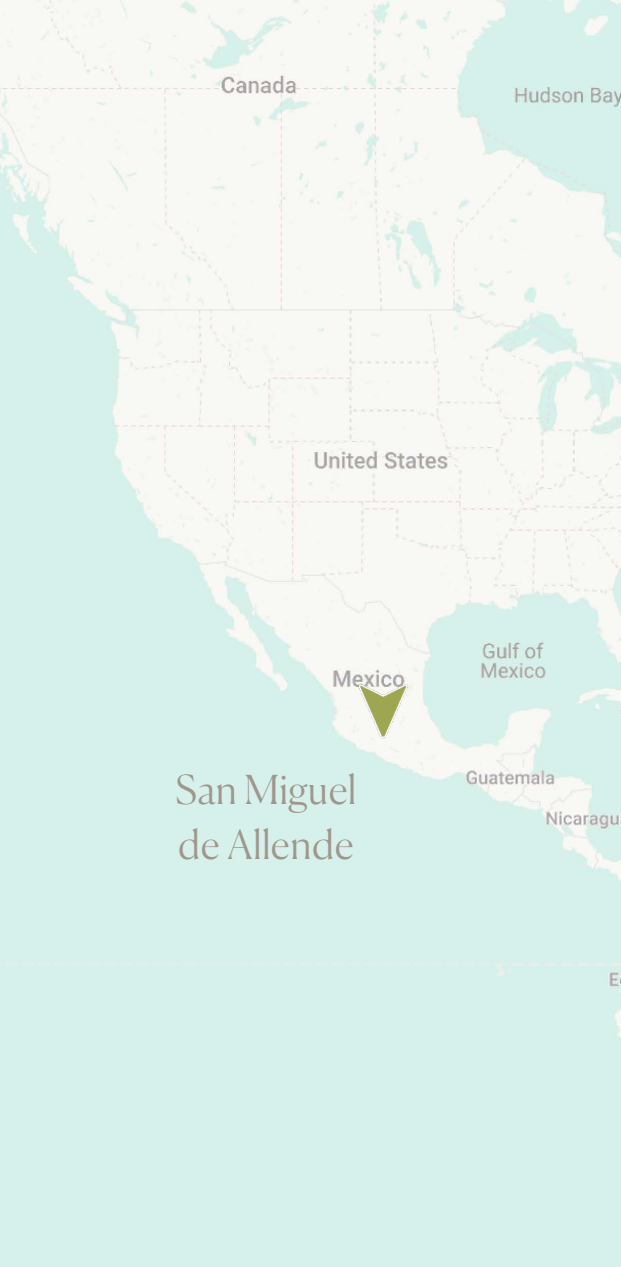 Canada
Hudson Bay
United States
Gulf of
Mexico
Mexico
Guatemala
San Miguel
de Allende
Nicaragu